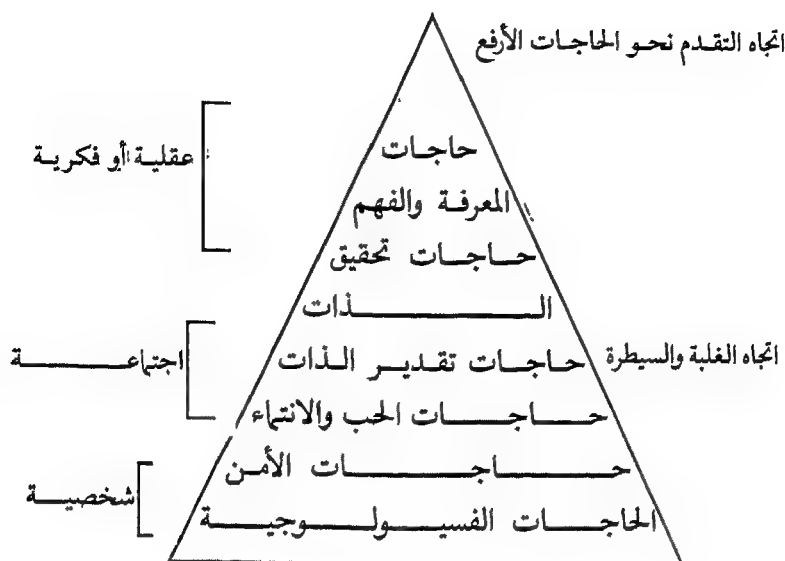 اتجاه التقدم نحو الحاجات الأرفع
حاجات
عقلية أو فكرية
المعرفة والفهم
حاجات تحقيق
الذات
اتجاه الغلبة والسيطرة
حاجات تقدير الذات
اجتماعة
حاجات الحب والانتماء
حاجات الأمن
شخصية
الحاجات الفسيولوجية